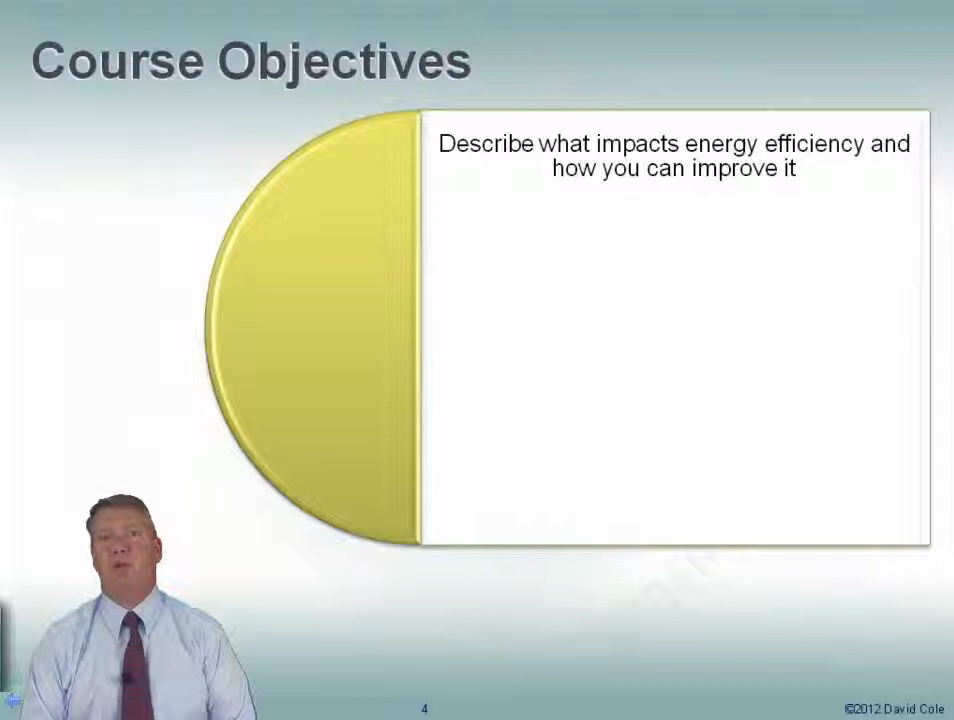 Course Objectives
Describe what impacts energy efficiency and
how you can improve it
4
©2012 David Cole